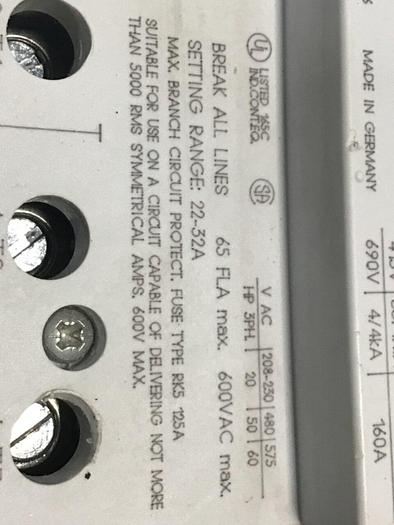 MADE IN GERMANY
690V | 4/4kA | 160A
UL LISTED 165C
IND.CONT.EQ.
SA
V AC | 208-230 | 480 | 575
HP 3PH. | 20 | 50 | 60
BREAK ALL LINES 65 FLA max. 600VAC max.
SETTING RANGE: 22-32A
MAX. BRANCH CIRCUIT PROTECT. FUSE TYPE RK5 125A
SUITABLE FOR USE ON A CIRCUIT CAPABLE OF DELIVERING NOT MORE
THAN 5000 RMS SYMMETRICAL AMPS, 600V MAX.